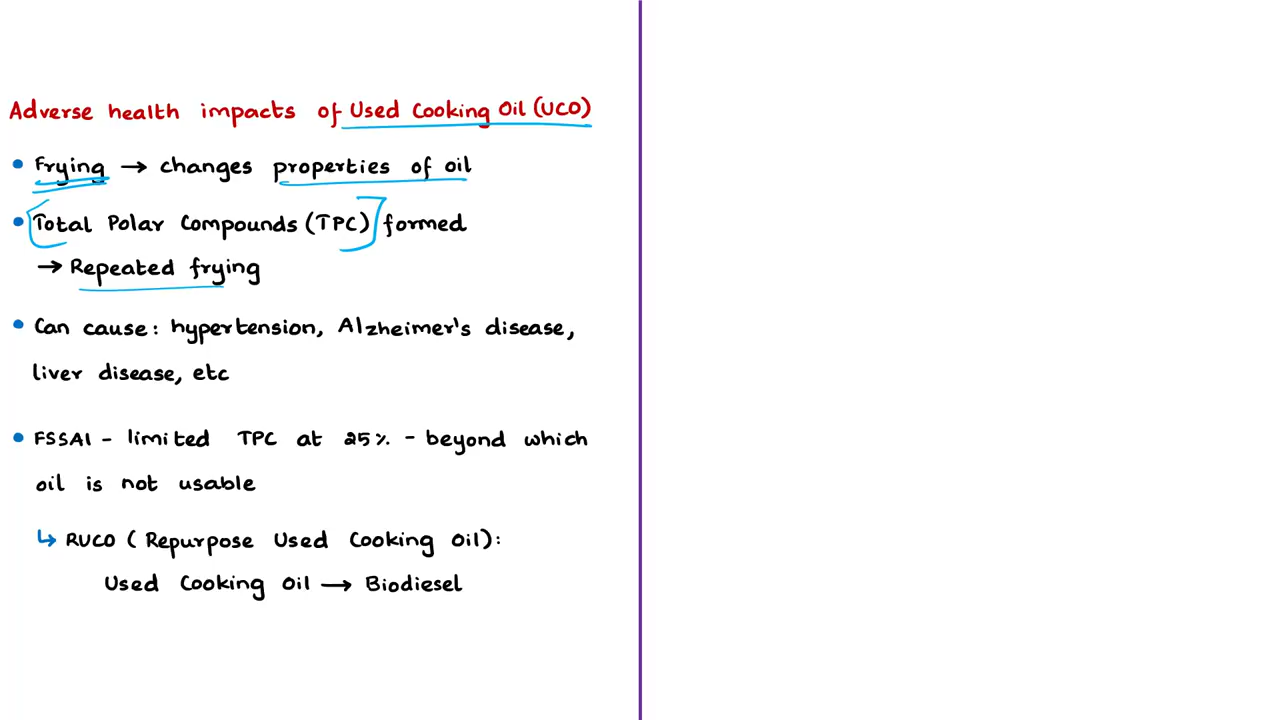 Adverse health impacts of Used Cooking Oil (UCO)
• Frying → changes properties of oil
• Total Polar Compounds (TPC) formed
→ Repeated frying
• Can cause: hypertension, Alzheimer's disease,
liver disease, etc
• FSSAI - limited TPC at 25% - beyond which
oil is not usable
↳ RUCO (Repurpose Used Cooking Oil):
Used Cooking Oil → Biodiesel